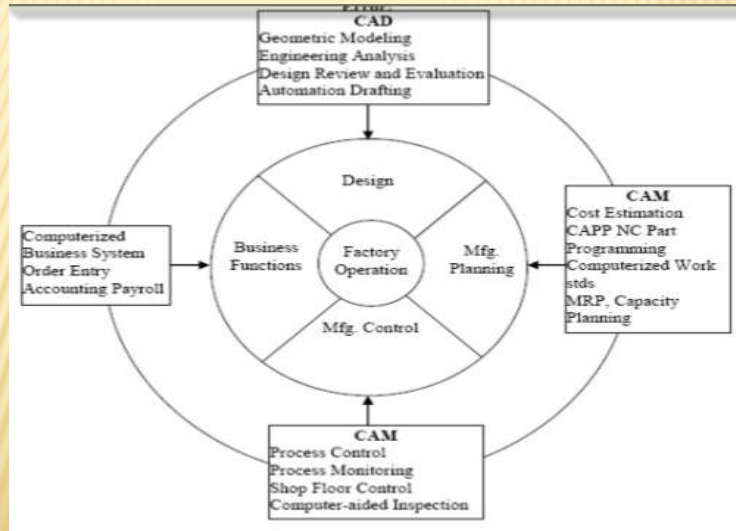 CAD
Geometric Modeling
Engineering Analysis
Design Review and Evaluation
Automation Drafting
Design
Computerized
Business System
Order Entry
Accounting Payroll
Business
Functions
Factory
Operation
Mfg.
Planning
CAM
Cost Estimation
CAPP NC Part
Programming
Computerized Work
stds
MRP, Capacity
Planning
Mfg. Control
CAM
Process Control
Process Monitoring
Shop Floor Control
Computer-aided Inspection